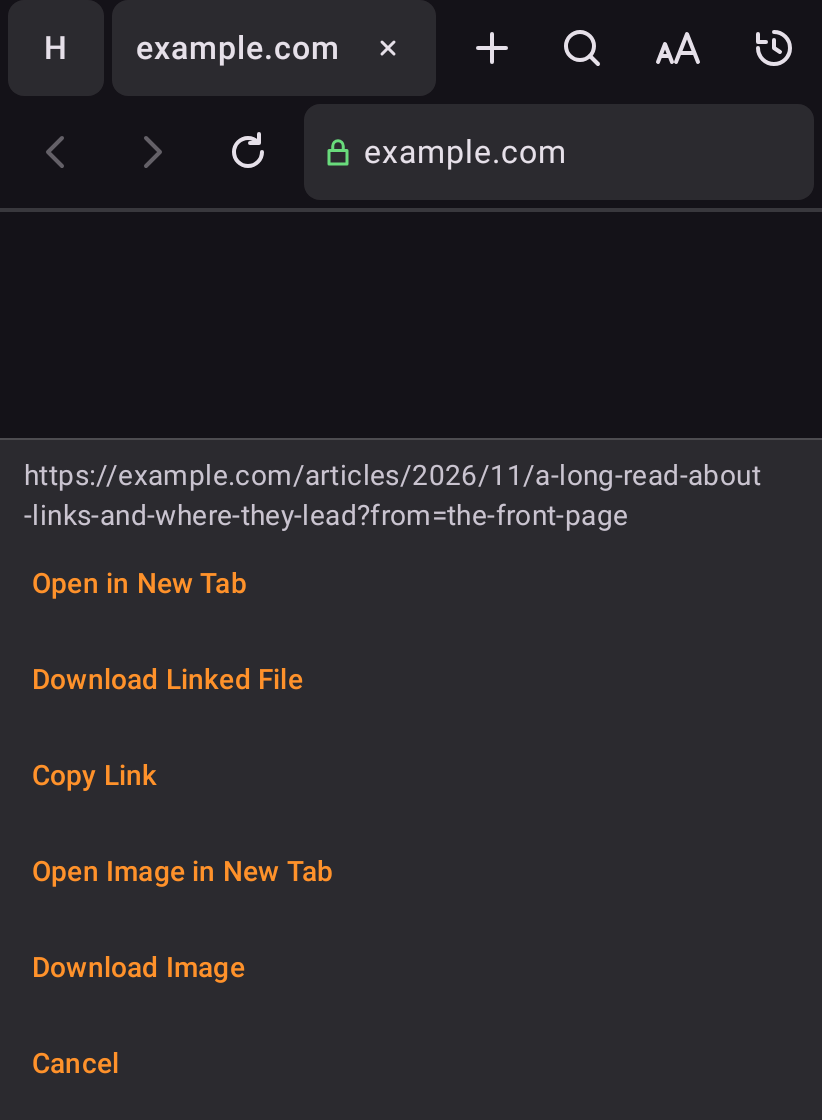 H
example.com
AA
example.com
https://example.com/articles/2026/11/a-long-read-about
-links-and-where-they-lead?from=the-front-page
Open in New Tab
Download Linked File
Copy Link
Open Image in New Tab
Download Image
Cancel